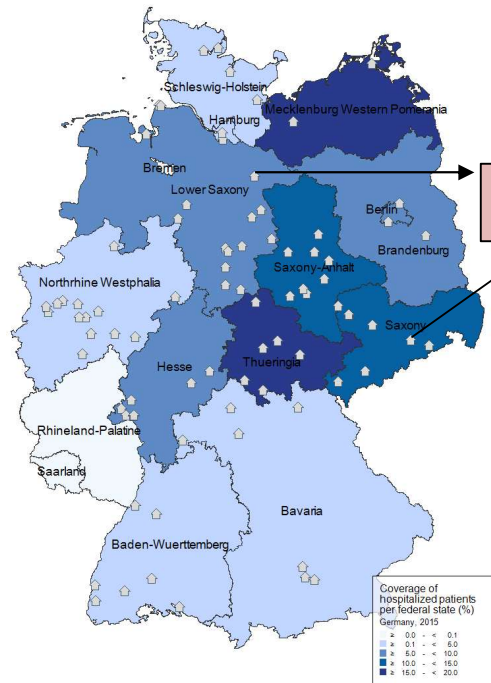 Schleswig-Holstein
Mecklenburg Western Pomerania
Hamburg
Bremen
Lower Saxony
Berlin
Brandenburg
Saxony-Anhalt
Northrhine Westphalia
Saxony
Thueringia
Hesse
Rhineland-Palatine
Saarland
Bavaria
Baden-Wuerttemberg
Coverage of
hospitalized patients
per federal state (%)
Germany, 2015
≥ 0.0 - < 0.1
≥ 0.1 - < 5.0
≥ 5.0 - < 10.0
≥ 10.0 - < 15.0
≥ 15.0 - < 20.0